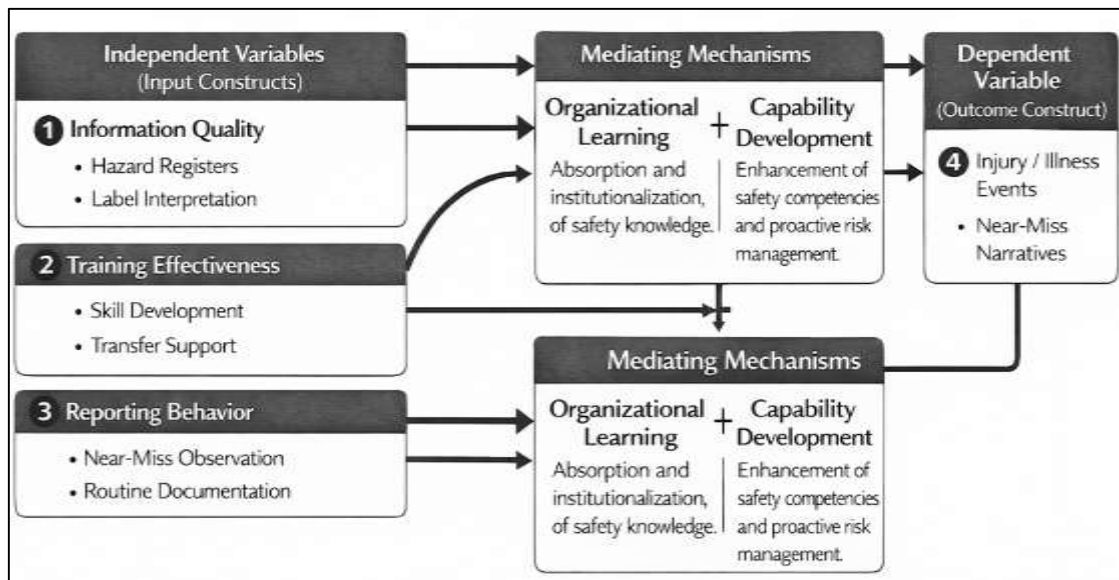 Independent Variables
(Input Constructs)
1 Information Quality
• Hazard Registers
• Label Interpretation
2 Training Effectiveness
• Skill Development
• Transfer Support
3 Reporting Behavior
• Near-Miss Observation
• Routine Documentation
Mediating Mechanisms
Organizational
Learning
Absorption and
institutionalization,
of safety knowledge.
+
Capability
Development
Enhancement of
safety competencies
and proactive risk
management.
Mediating Mechanisms
Organizational
Learning
Absorption and
institutionalization,
of safety knowledge.
+
Capability
Development
Enhancement of
safety competencies
and proactive risk
management.
Dependent
Variable
(Outcome Construct)
4 Injury / Illness
Events
• Near-Miss
Narratives